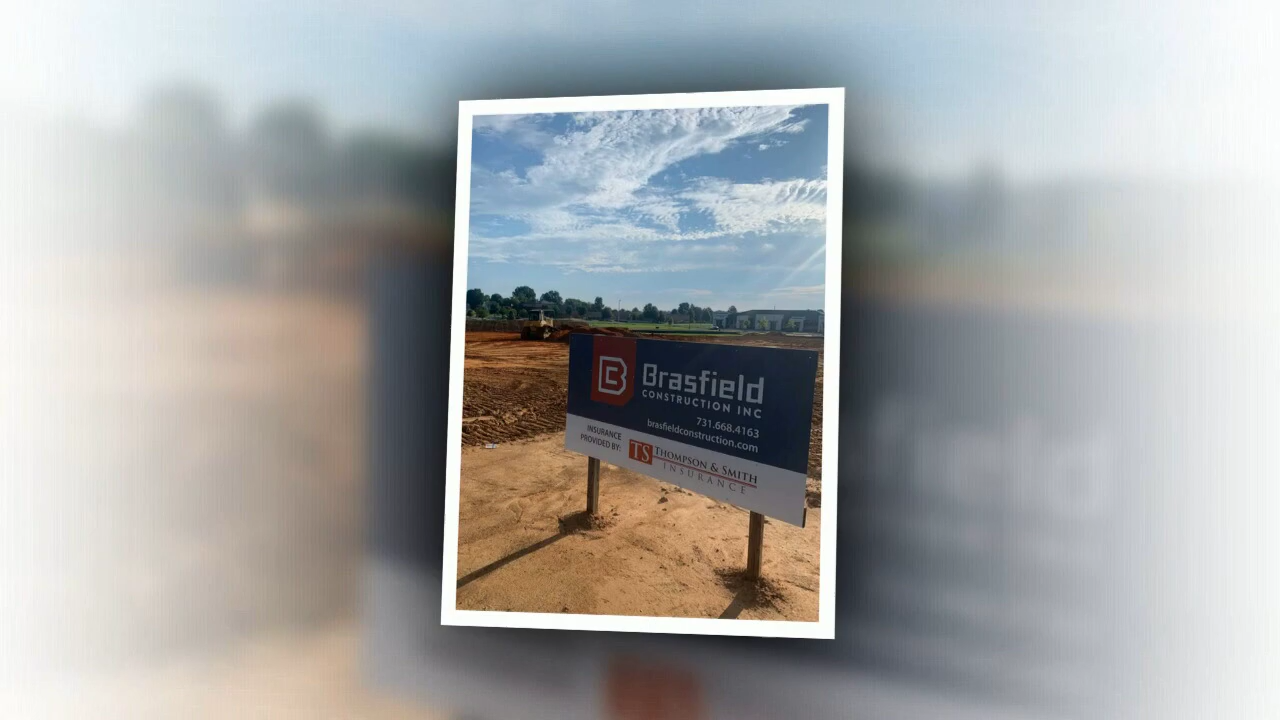 B
Brasfield
CONSTRUCTION INC
731.668.4163
brasfieldconstruction.com
INSURANCE
PROVIDED BY:
TS THOMPSON & SMITH
INSURANCE